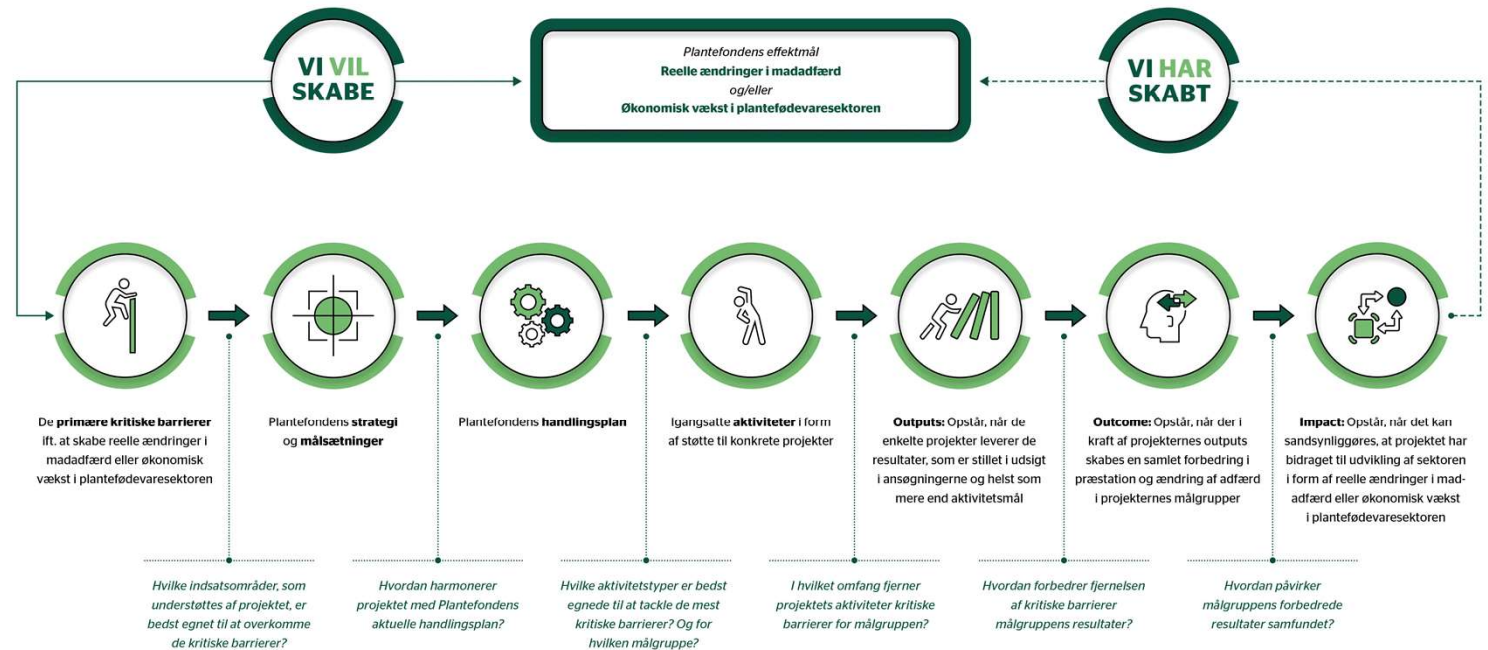 VI VIL
SKABE
Plantefondens effektmål
Reelle ændringer i madadfærd
og/eller
Økonomisk vækst i plantefødevaresektoren
VI HAR
SKABT
De primære kritiske barrierer
ift. at skabe reelle ændringer i
madadfærd eller økonomisk
vækst i plantefødevaresektoren
Plantefondens strategi
og målsætninger
Plantefondens handlingsplan
Igangsatte aktiviteter i form
af støtte til konkrete projekter
Outputs: Opstår, når de
enkelte projekter leverer de
resultater, som er stillet i udsigt
i ansøgningerne og helst som
mere end aktivitetsmål
Outcome: Opstår, når der i
kraft af projekternes outputs
skabes en samlet forbedring i
præstation og ændring af adfærd
i projekternes målgrupper
Impact: Opstår, når det kan
sandsynliggøres, at projektet har
bidraget til udvikling af sektoren
i form af reelle ændringer i mad-
adfærd eller økonomisk vækst
i plantefødevaresektoren
Hvilke indsatsområder, som
understøttes af projektet, er
bedst egnet til at overkomme
de kritiske barrierer?
Hvordan harmonerer
projektet med Plantefondens
aktuelle handlingsplan?
Hvilke aktivitetstyper er bedst
egnede til at tackle de mest
kritiske barrierer? Og for
hvilken målgruppe?
I hvilket omfang fjerner
projektets aktiviteter kritiske
barrierer for målgruppen?
Hvordan forbedrer fjernelsen
af kritiske barrierer
målgruppens resultater?
Hvordan påvirker
målgruppens forbedrede
resultater samfundet?